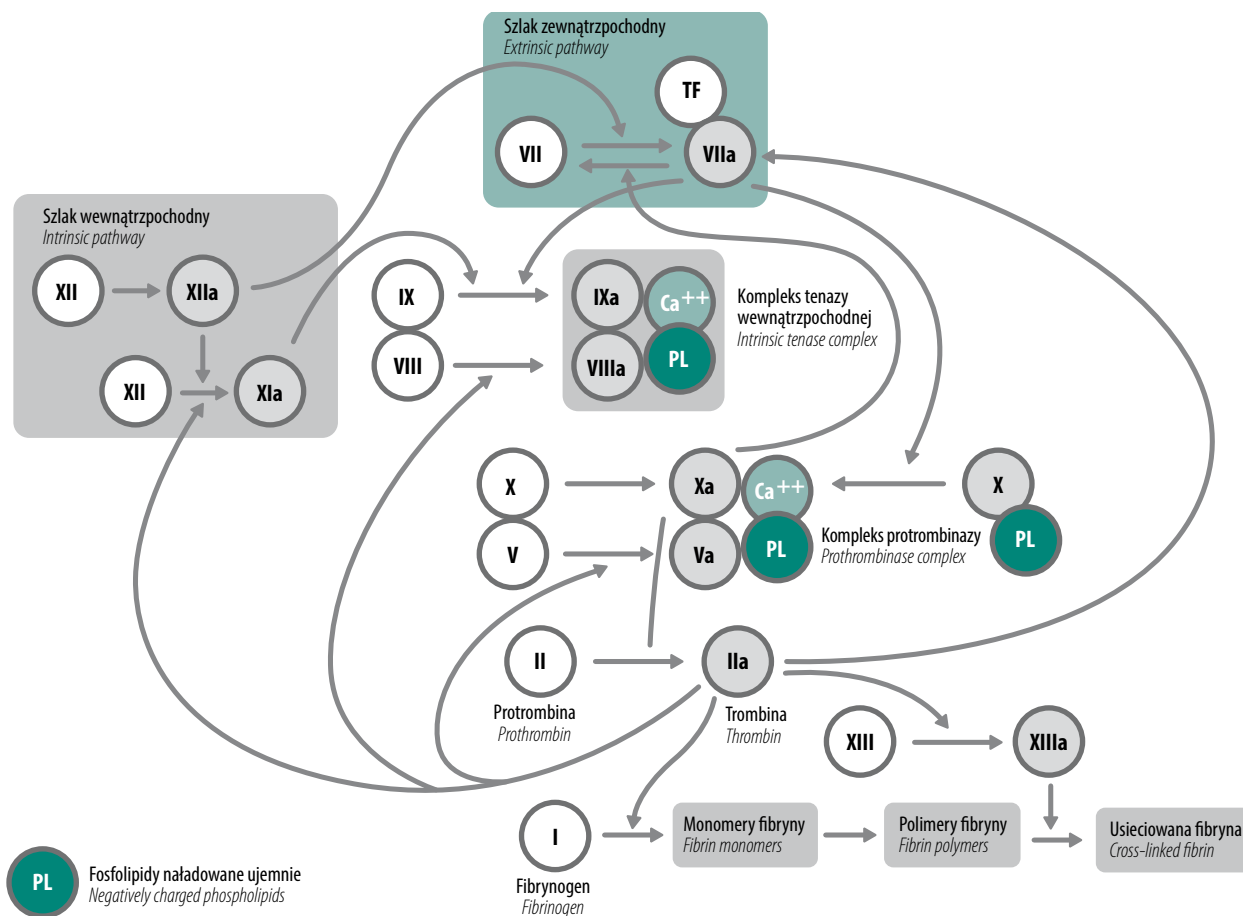 Szlak zewnątrzpochodny
Extrinsic pathway
TF
VII
VIIa
Szlak wewnątrzpochodny
Intrinsic pathway
XII
XIIa
XII
XIa
IX
VIII
IXa
Ca++
VIIIa
PL
Kompleks tenazy
wewnątrzpochodnej
Intrinsic tenase complex
X
Xa
Ca++
X
V
Va
PL
PL
Kompleks protrombinazy
Prothrombinase complex
II
IIa
Protrombina
Prothrombin
Trombina
Thrombin
XIII
XIIIa
I
Monomery fibryny
Fibrin monomers
Polimery fibryny
Fibrin polymers
Usieciowana fibryna
Cross-linked fibrin
Fibrynogen
Fibrinogen
PL
Fosfolipidy naładowane ujemnie
Negatively charged phospholipids